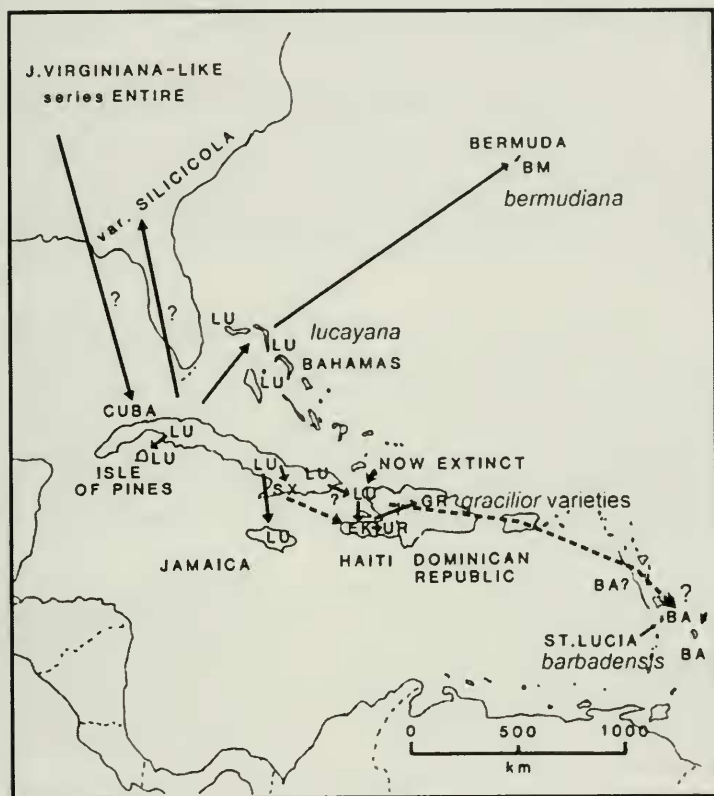 J.VIRGINIANA-LIKE
series ENTIRE
var. SILICICOLA
BERMUDA
BM
bermudiana
?
?
LU
lucayana
LU
BAHAMAS
LU
CUBA
LU
LU
ISLE
OF PINES
LU
LU
SX
?
NOW EXTINCT
LU
GR
gracilior varieties
EK
UR
LU
JAMAICA
HAITI
DOMINICAN
REPUBLIC
BA?
?
BA
ST.LUCIA
barbadensis
BA
0 500 1000
km